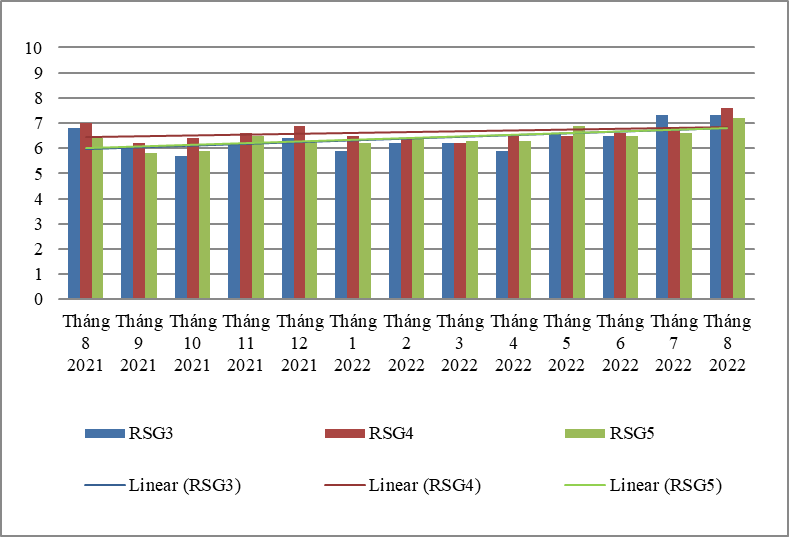 10
9
8
7
6
5
4
3
2
1
0
Tháng Tháng Tháng Tháng Tháng Tháng Tháng Tháng Tháng Tháng Tháng Tháng Tháng
8 9 10 11 12 1 2 3 4 5 6 7 8
2021 2021 2021 2021 2021 2022 2022 2022 2022 2022 2022 2022 2022
RSG3 RSG4 RSG5
Linear (RSG3) Linear (RSG4) Linear (RSG5)